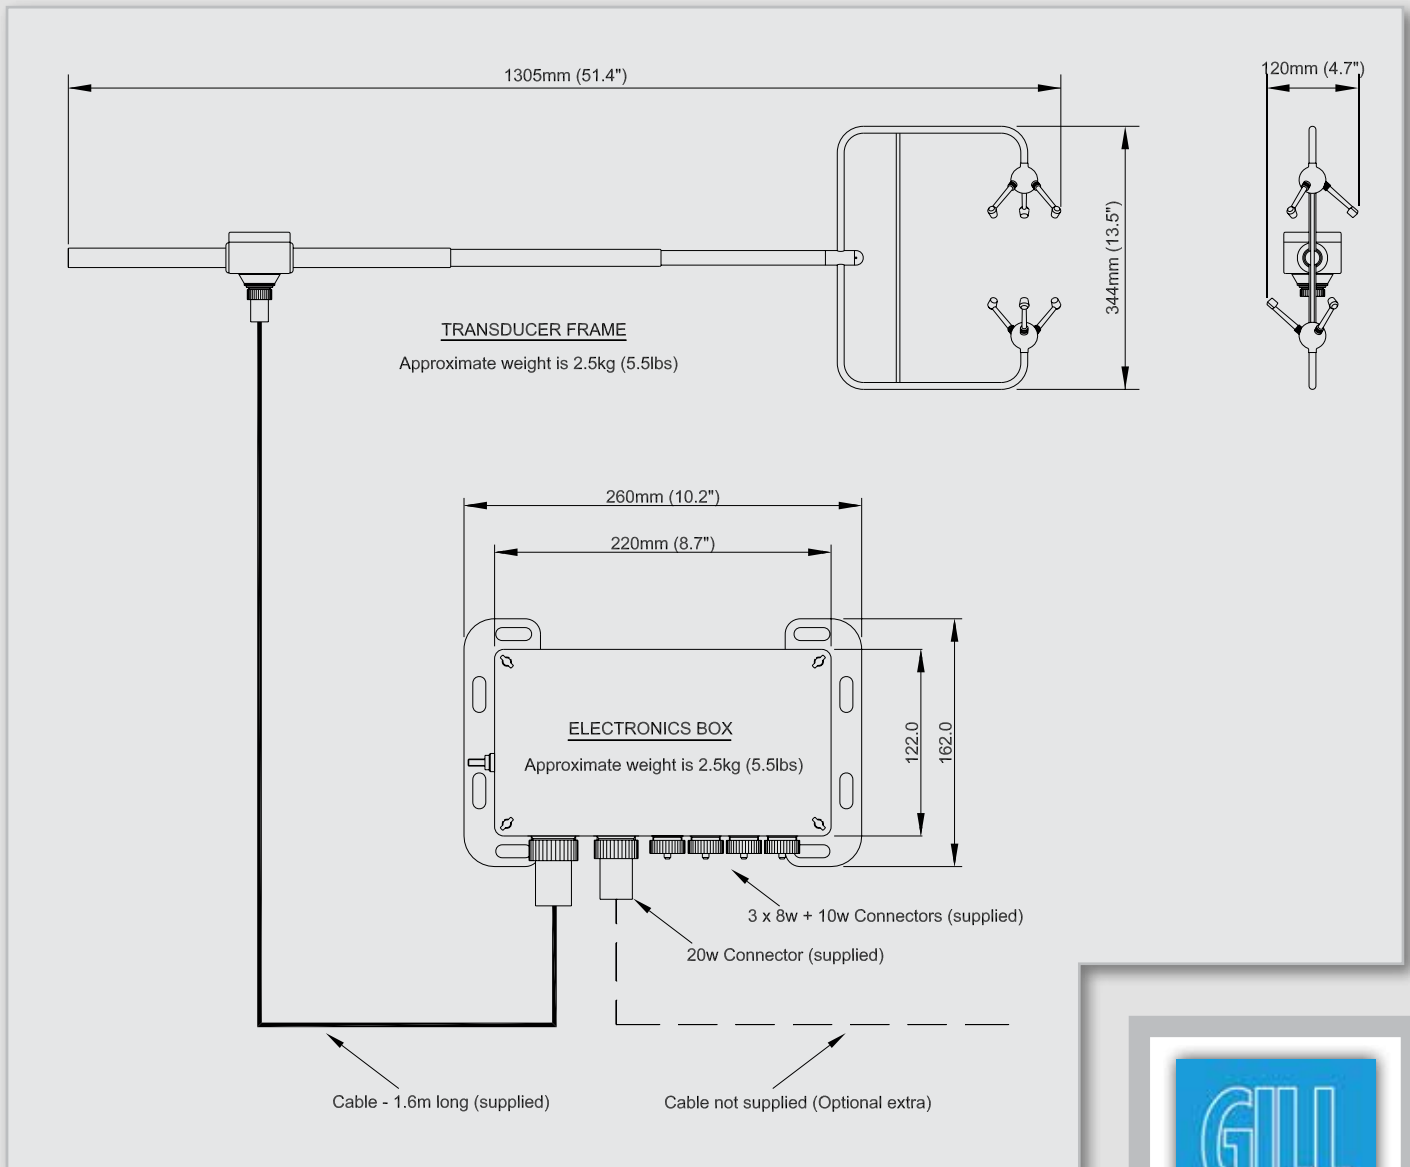 1305mm (51.4")
120mm (4.7")
344mm (13.5")
TRANSDUCER FRAME
Approximate weight is 2.5kg (5.5lbs)
260mm (10.2")
220mm (8.7")
ELECTRONICS BOX
Approximate weight is 2.5kg (5.5lbs)
122.0
162.0
3 x 8w + 10w Connectors (supplied)
20w Connector (supplied)
Cable - 1.6m long (supplied)
Cable not supplied (Optional extra)
GILL